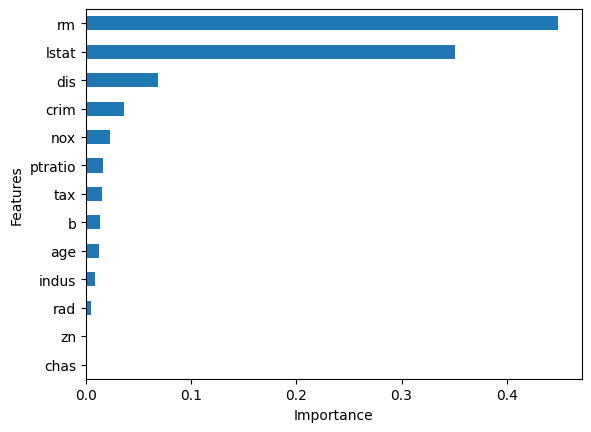 rm
lstat
dis
crim
nox
ptratio
tax
b
age
indus
rad
zn
chas
Features
0.0 0.1 0.2 0.3 0.4
Importance